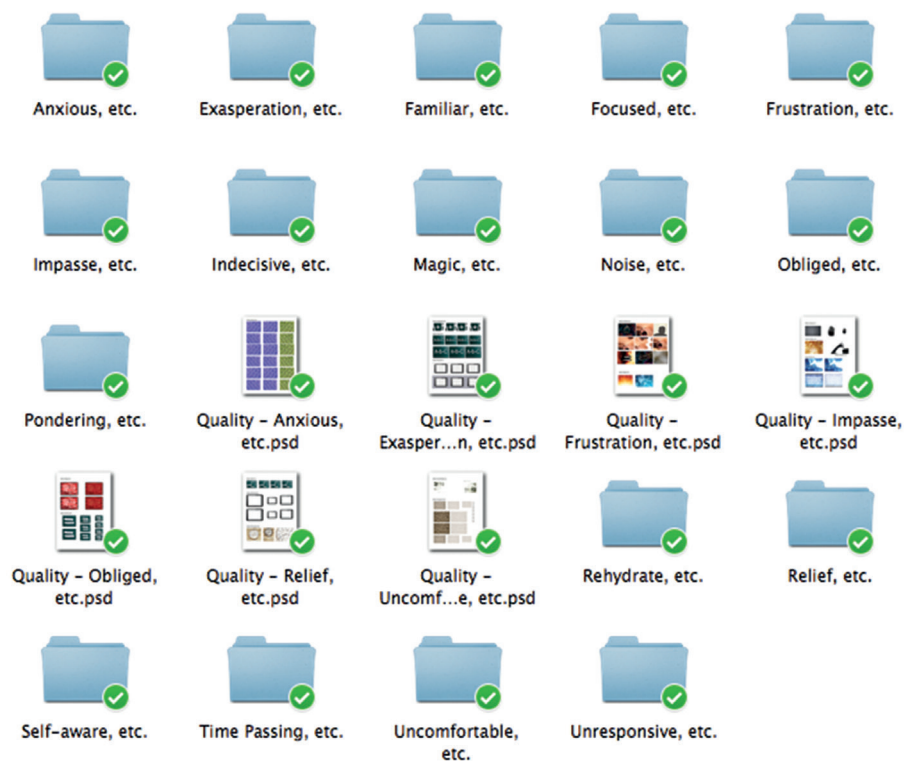 Anxious, etc.
Exasperation, etc.
Familiar, etc.
Focused, etc.
Frustration, etc.
Impasse, etc.
Indecisive, etc.
Magic, etc.
Noise, etc.
Obliged, etc.
Pondering, etc.
Quality – Anxious,
etc.psd
Quality –
Exasper...n, etc.psd
Quality –
Frustration, etc.psd
Quality – Impasse,
etc.psd
Quality – Obliged,
etc.psd
Quality – Relief,
etc.psd
Quality –
Uncomf...e, etc.psd
Rehydrate, etc.
Relief, etc.
Self-aware, etc.
Time Passing, etc.
Uncomfortable,
etc.
Unresponsive, etc.